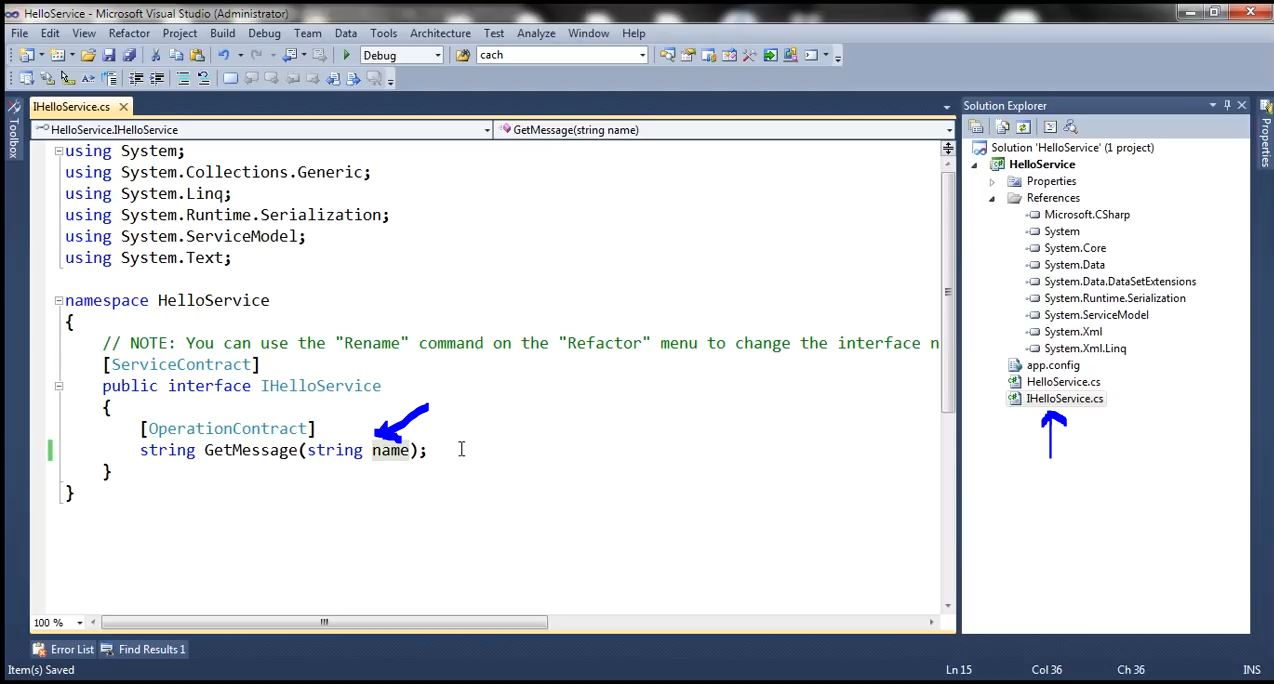 HelloService - Microsoft Visual Studio (Administrator)
File Edit View Refactor Project Build Debug Team Data Tools Architecture Test Analyze Window Help
Debug cach
IHelloService.cs
HelloService.IHelloService GetMessage(string name)
Toolbox
using System;
using System.Collections.Generic;
using System.Linq;
using System.Runtime.Serialization;
using System.ServiceModel;
using System.Text;
namespace HelloService
{
// NOTE: You can use the "Rename" command on the "Refactor" menu to change the interface n
[ServiceContract]
public interface IHelloService
{
[OperationContract]
string GetMessage(string name);
}
}
100 %
Solution Explorer
Solution 'HelloService' (1 project)
HelloService
Properties
References
Microsoft.CSharp
System
System.Core
System.Data
System.Data.DataSetExtensions
System.Runtime.Serialization
System.ServiceModel
System.Xml
System.Xml.Linq
app.config
HelloService.cs
IHelloService.cs
Properties
Error List Find Results 1
Item(s) Saved Ln 15 Col 36 Ch 36 INS